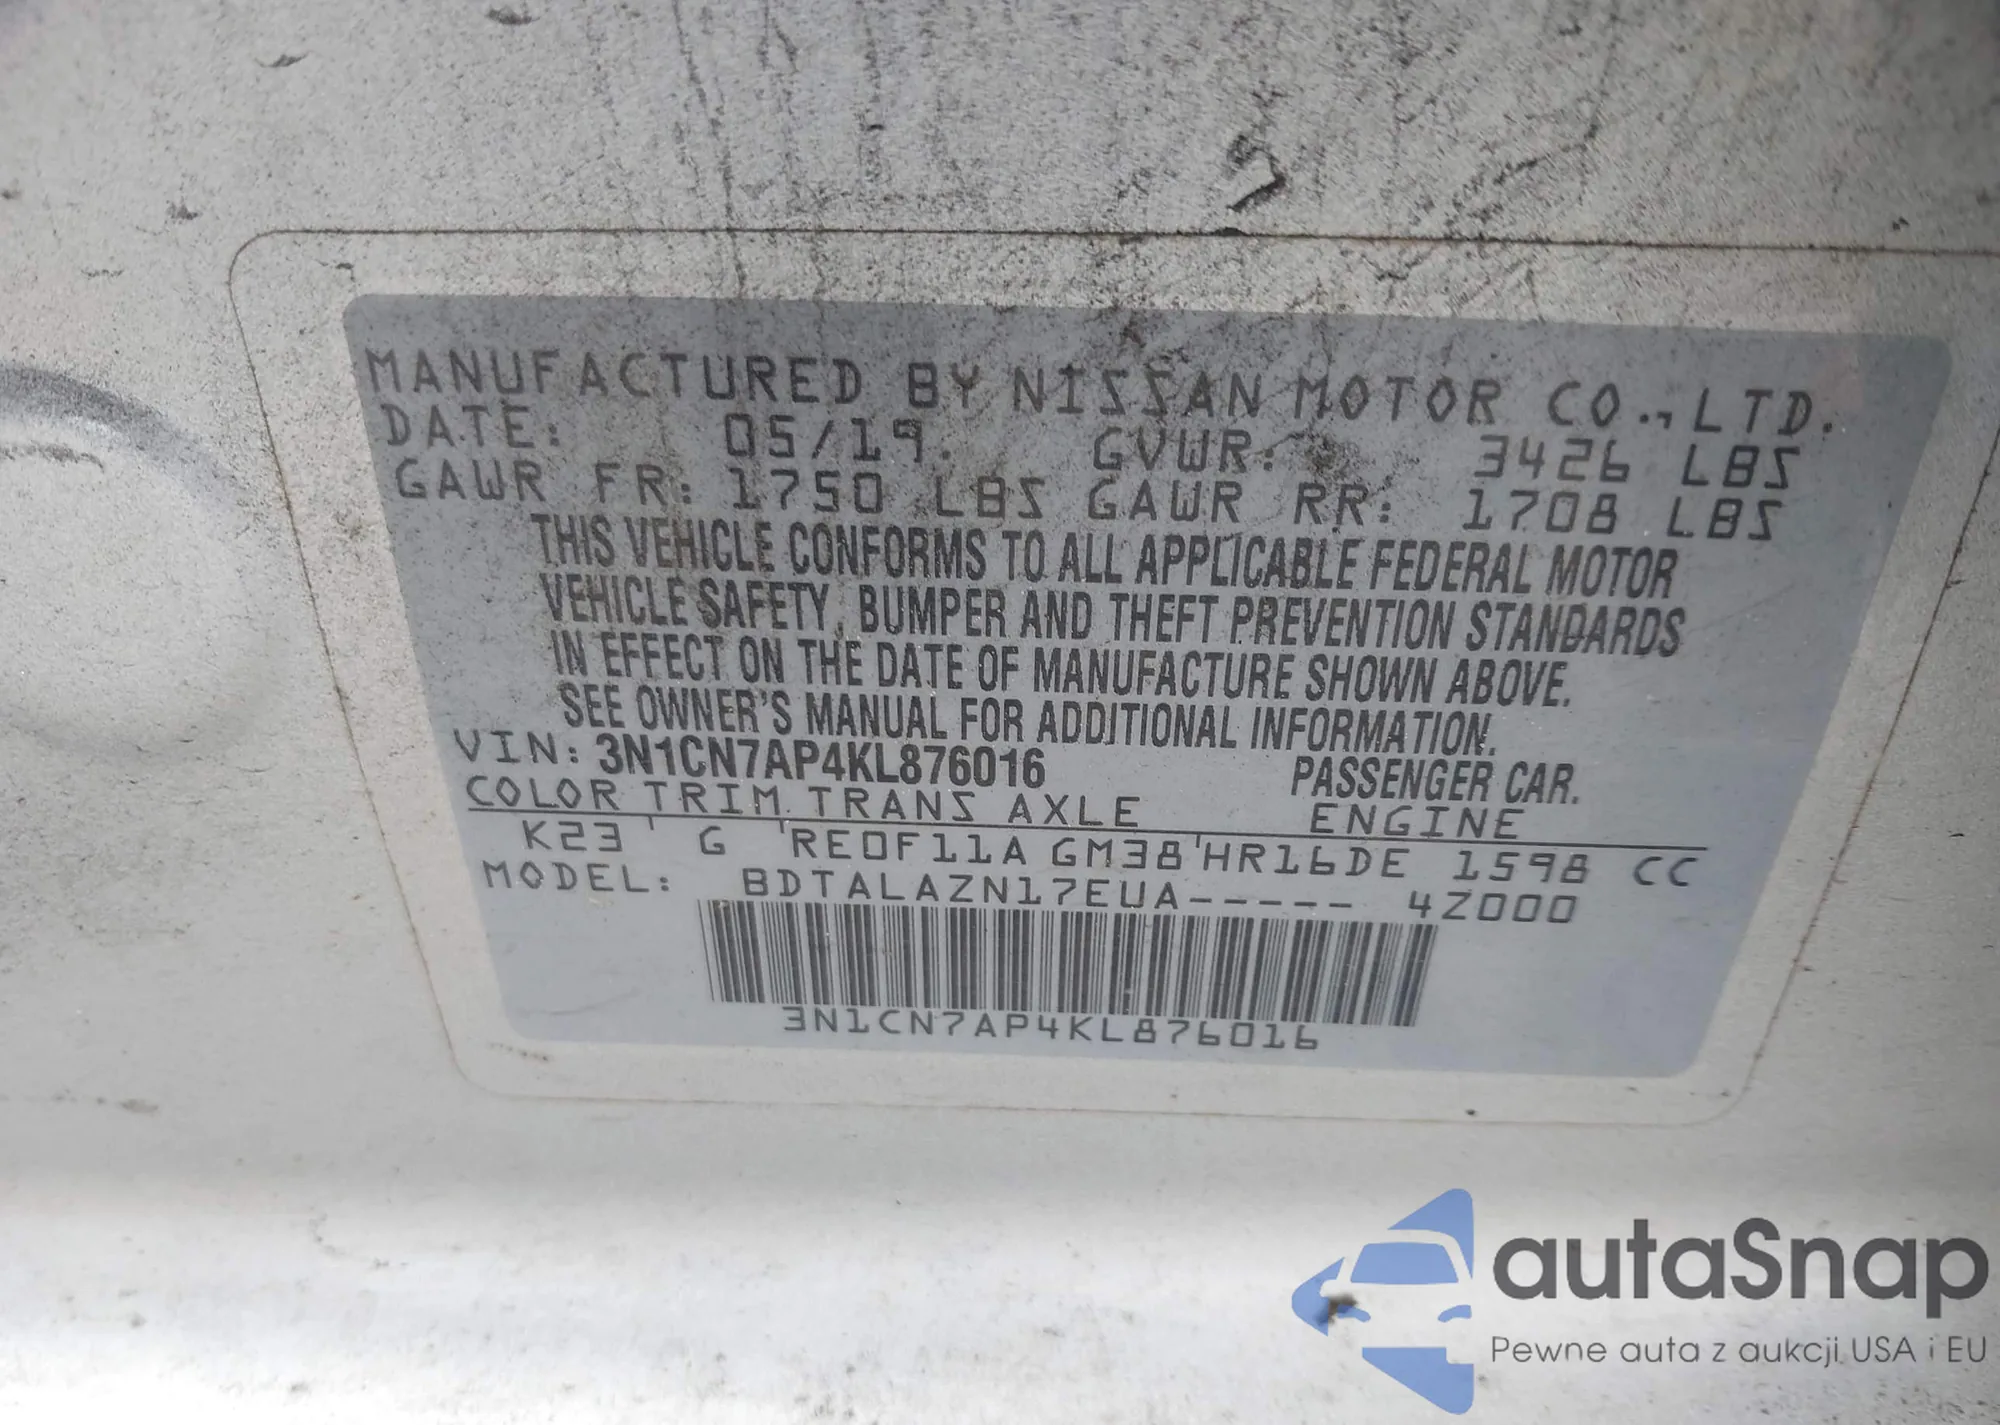 MANUFACTURED BY NISSAN MOTOR CO., LTD.
DATE: 05/19. GVWR: 3426 LBS
GAWR FR: 1750 LBS GAWR RR: 1708 LBS
THIS VEHICLE CONFORMS TO ALL APPLICABLE FEDERAL MOTOR
VEHICLE SAFETY, BUMPER AND THEFT PREVENTION STANDARDS
IN EFFECT ON THE DATE OF MANUFACTURE SHOWN ABOVE.
SEE OWNER'S MANUAL FOR ADDITIONAL INFORMATION.
VIN: 3N1CN7AP4KL876016 PASSENGER CAR.
COLOR TRIM TRANS AXLE ENGINE
K23 G RE0F11A GM38 HR16DE 1598 CC
MODEL: BDTALAZN17EUA----- 4Z000
3N1CN7AP4KL876016
autaSnap
Pewne auta z aukcji USA i EU